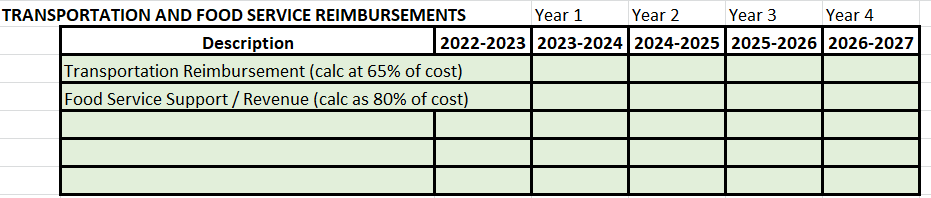 TRANSPORTATION AND FOOD SERVICE REIMBURSEMENTS Year 1 Year 2 Year 3 Year 4
Description 2022-2023 2023-2024 2024-2025 2025-2026 2026-2027
Transportation Reimbursement (calc at 65% of cost)
Food Service Support / Revenue (calc as 80% of cost)